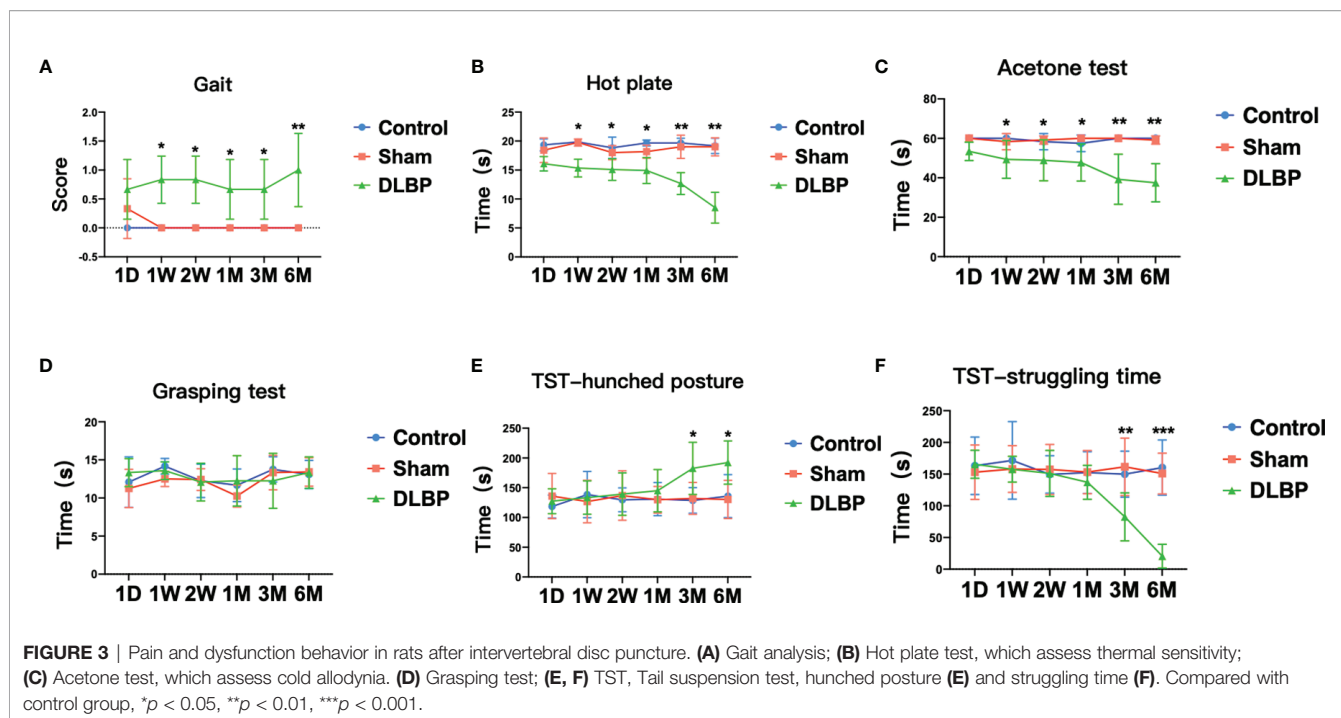 A
Gait
Score
2.0
1.5
1.0
0.5
0.0
-0.5
* * * * **
1D 1W 2W 1M 3M 6M
Control
Sham
DLBP
B
Hot plate
Time (s)
25
20
15
10
5
0
* * * ** **
1D 1W 2W 1M 3M 6M
Control
Sham
DLBP
C
Acetone test
Time (s)
80
60
40
20
0
* * * ** **
1D 1W 2W 1M 3M 6M
Control
Sham
DLBP
D
Grasping test
Time (s)
20
15
10
5
0
1D 1W 2W 1M 3M 6M
Control
Sham
DLBP
E
TST–hunched posture
Time (s)
250
200
150
100
50
0
* *
1D 1W 2W 1M 3M 6M
Control
Sham
DLBP
F
TST–struggling time
Time (s)
250
200
150
100
50
0
** ***
1D 1W 2W 1M 3M 6M
Control
Sham
DLBP
FIGURE 3 | Pain and dysfunction behavior in rats after intervertebral disc puncture. (A) Gait analysis; (B) Hot plate test, which assess thermal sensitivity;
(C) Acetone test, which assess cold allodynia. (D) Grasping test; (E, F) TST, Tail suspension test, hunched posture (E) and struggling time (F). Compared with
control group, *p < 0.05, **p < 0.01, ***p < 0.001.